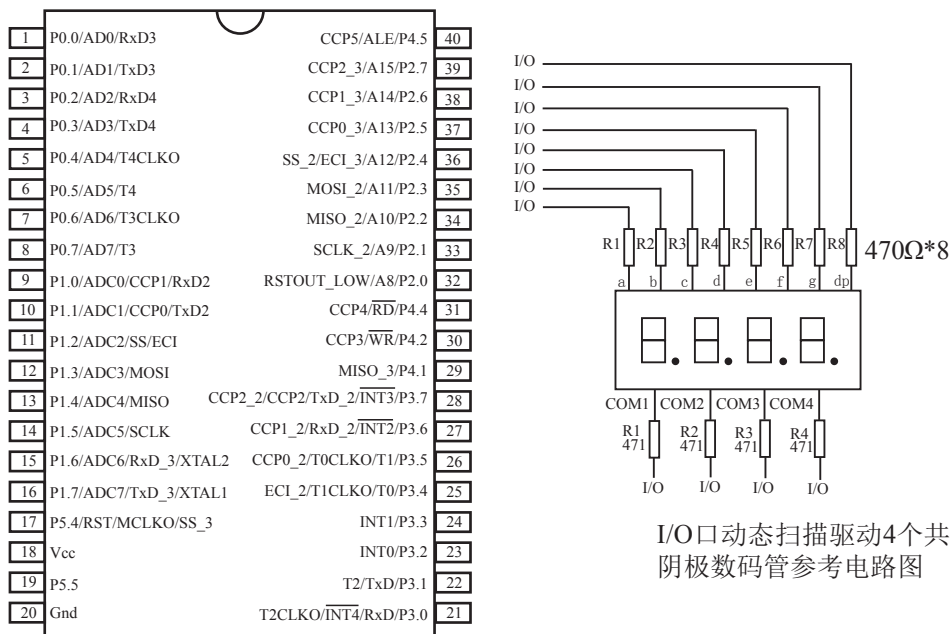 1 P0.0/AD0/RxD3
2 P0.1/AD1/TxD3
3 P0.2/AD2/RxD4
4 P0.3/AD3/TxD4
5 P0.4/AD4/T4CLKO
6 P0.5/AD5/T4
7 P0.6/AD6/T3CLKO
8 P0.7/AD7/T3
9 P1.0/ADC0/CCP1/RxD2
10 P1.1/ADC1/CCP0/TxD2
11 P1.2/ADC2/SS/ECI
12 P1.3/ADC3/MOSI
13 P1.4/ADC4/MISO
14 P1.5/ADC5/SCLK
15 P1.6/ADC6/RxD_3/XTAL2
16 P1.7/ADC7/TxD_3/XTAL1
17 P5.4/RST/MCLKO/SS_3
18 Vcc
19 P5.5
20 Gnd
CCP5/ALE/P4.5 40
CCP2_3/A15/P2.7 39
CCP1_3/A14/P2.6 38
CCP0_3/A13/P2.5 37
SS_2/ECI_3/A12/P2.4 36
MOSI_2/A11/P2.3 35
MISO_2/A10/P2.2 34
SCLK_2/A9/P2.1 33
RSTOUT_LOW/A8/P2.0 32
CCP4/RD/P4.4 31
CCP3/WR/P4.2 30
MISO_3/P4.1 29
CCP2_2/CCP2/TxD_2/INT3/P3.7 28
CCP1_2/RxD_2/INT2/P3.6 27
CCP0_2/T0CLKO/T1/P3.5 26
ECI_2/T1CLKO/T0/P3.4 25
INT1/P3.3 24
INT0/P3.2 23
T2/TxD/P3.1 22
T2CLKO/INT4/RxD/P3.0 21
I/O
I/O
I/O
I/O
I/O
I/O
I/O
I/O
R1 R2 R3 R4 R5 R6 R7 R8 470Ω*8
a b c d e f g dp
COM1 COM2 COM3 COM4
R1 R2 R3 R4
471 471 471 471
I/O I/O I/O I/O
I/O口动态扫描驱动4个共
阴极数码管参考电路图